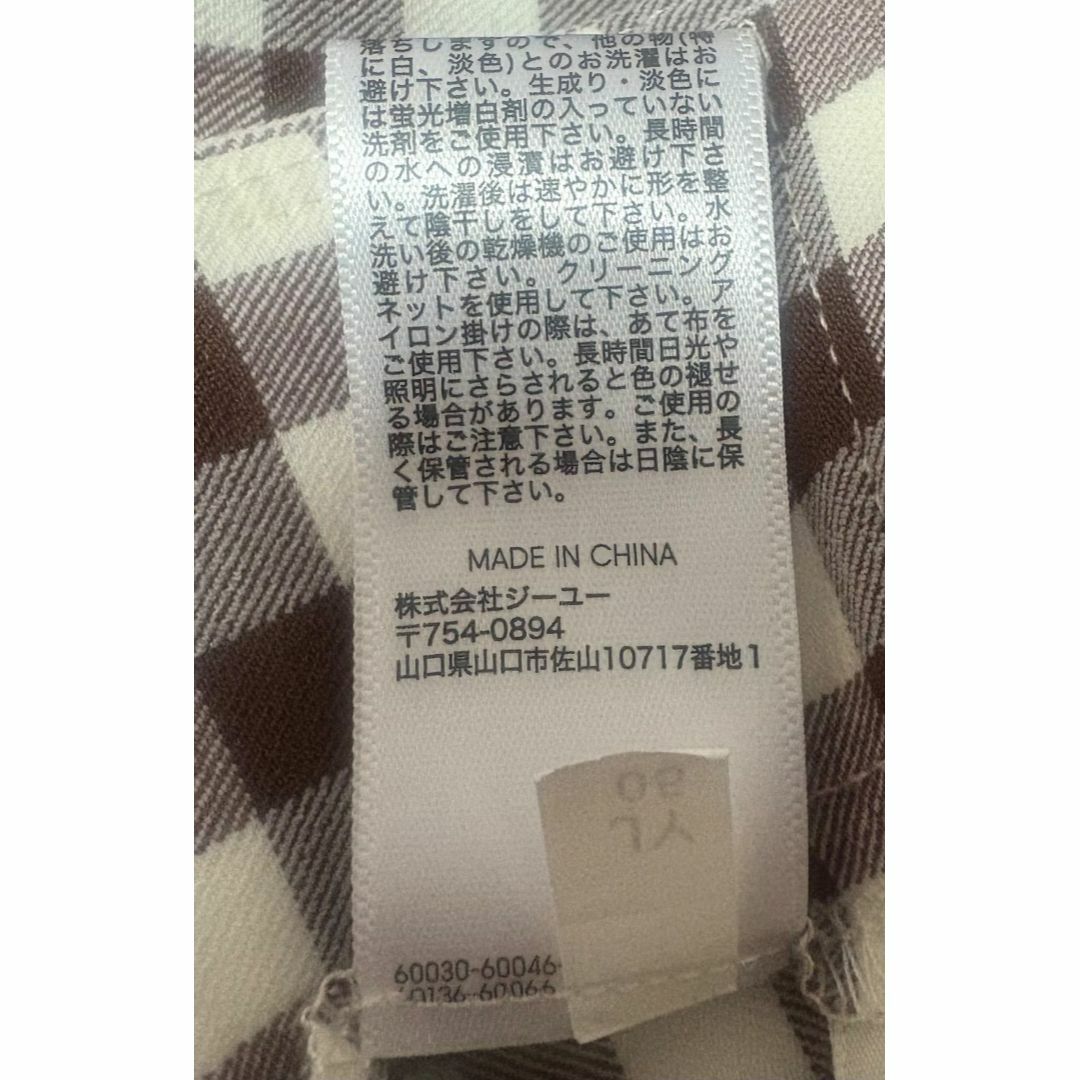 落ちしますので、他の物(特
に白、淡色)とのお洗濯はお
避け下さい。生成り・淡色に
は蛍光増白剤の入っていない
洗剤をご使用下さい。長時間
の水への浸漬はお避け下さ
い。洗濯後は速やかに形を整
え陰干しをして下さい。水
洗い後の乾燥機のご使用はお
避け下さい。クリーニング
ネットを使用して下さい。ア
イロン掛けの際は、あて布を
ご使用下さい。長時間日光や
照明にさらされると色の褪せ
る場合があります。ご使用の
際はご注意下さい。また、長
く保管される場合は日陰に保
管して下さい。
MADE IN CHINA
株式会社ジーユー
〒754-0894
山口県山口市佐山10717番地1
60030-60046-
60136-60066